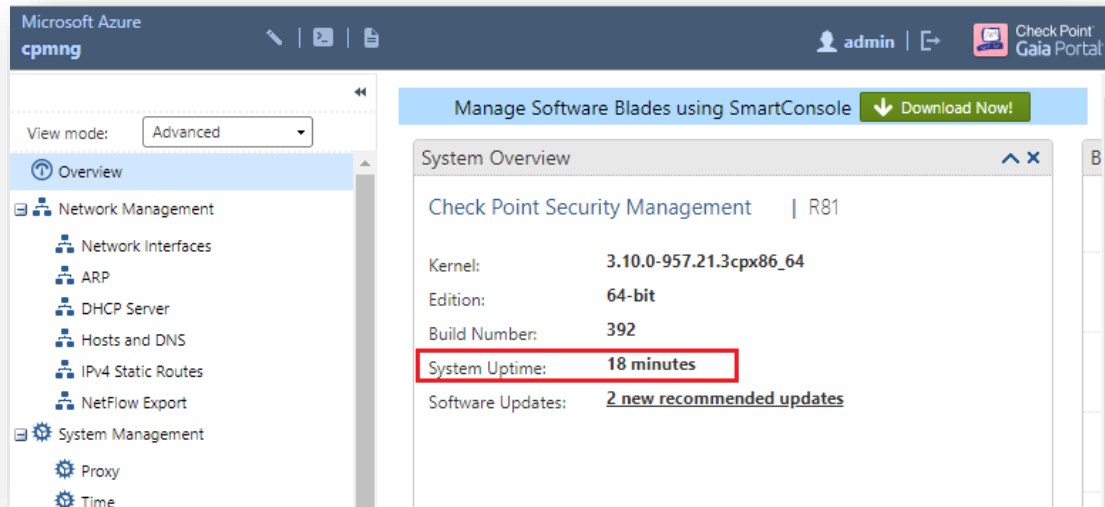 Microsoft Azure
cpmng
admin
Check Point
Gaia Portal
View mode: Advanced
Overview
Network Management
Network Interfaces
ARP
DHCP Server
Hosts and DNS
IPv4 Static Routes
NetFlow Export
System Management
Proxy
Time
Manage Software Blades using SmartConsole Download Now!
System Overview
Check Point Security Management | R81
Kernel: 3.10.0-957.21.3cpx86_64
Edition: 64-bit
Build Number: 392
System Uptime: 18 minutes
Software Updates: 2 new recommended updates
B